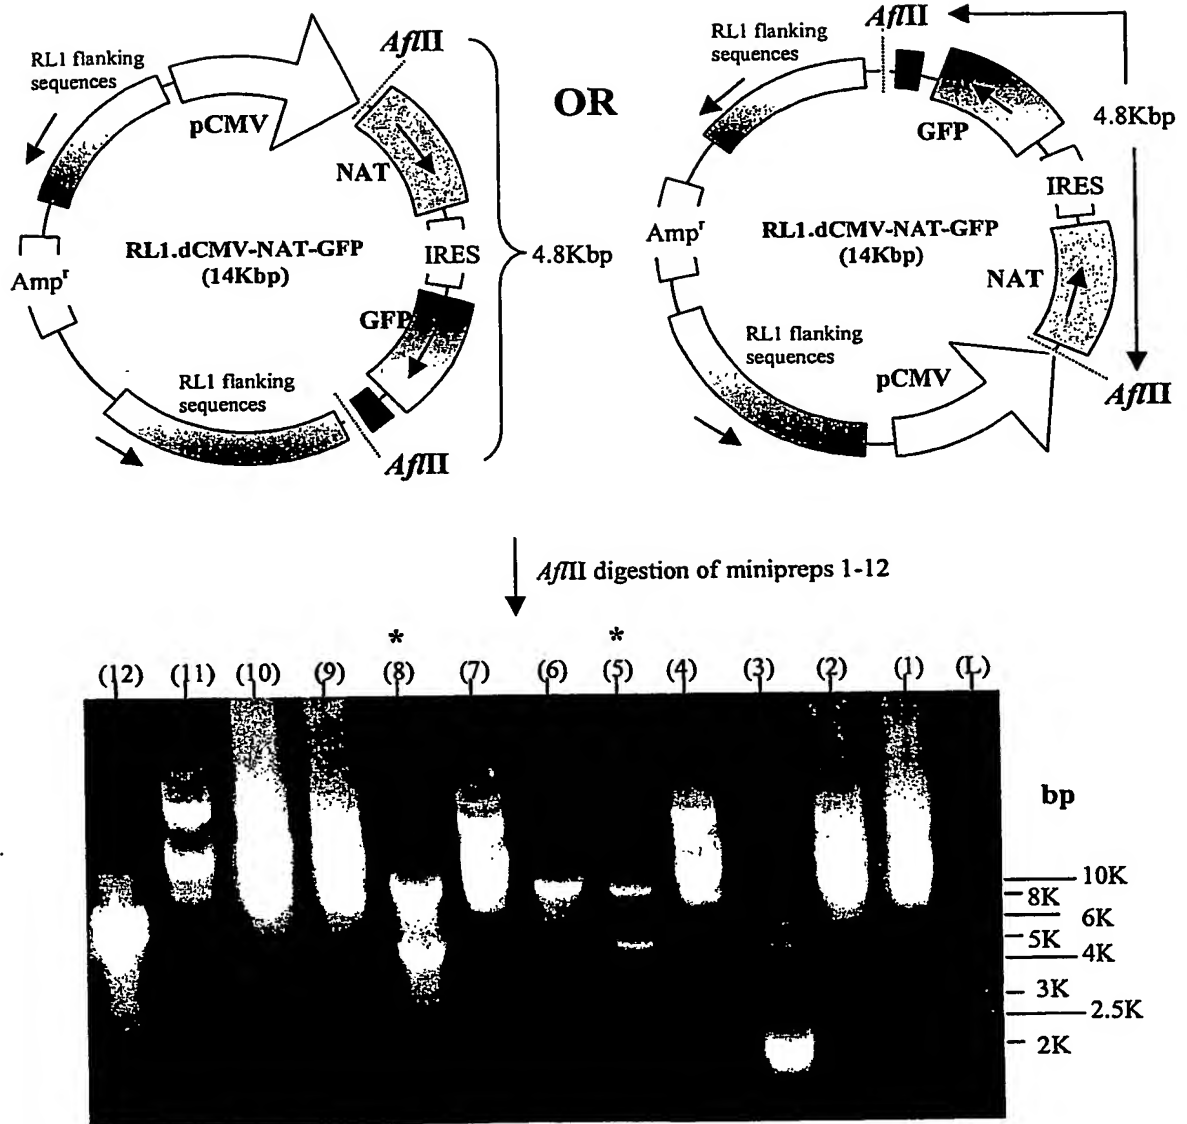 RL1 flanking
sequences
AflII
pCMV
NAT
RL1.dCMV-NAT-GFP
(14Kbp)
IRES
4.8Kbp
Ampʳ
GFP
RL1 flanking
sequences
AflII
OR
RL1 flanking
sequences
AflII
GFP
4.8Kbp
IRES
Ampʳ
RL1.dCMV-NAT-GFP
(14Kbp)
NAT
RL1 flanking
sequences
pCMV
AflII
AflII digestion of minipreps 1-12
* *
(12) (11) (10) (9) (8) (7) (6) (5) (4) (3) (2) (1) (L)
bp
10K
8K
6K
5K
4K
3K
2.5K
2K